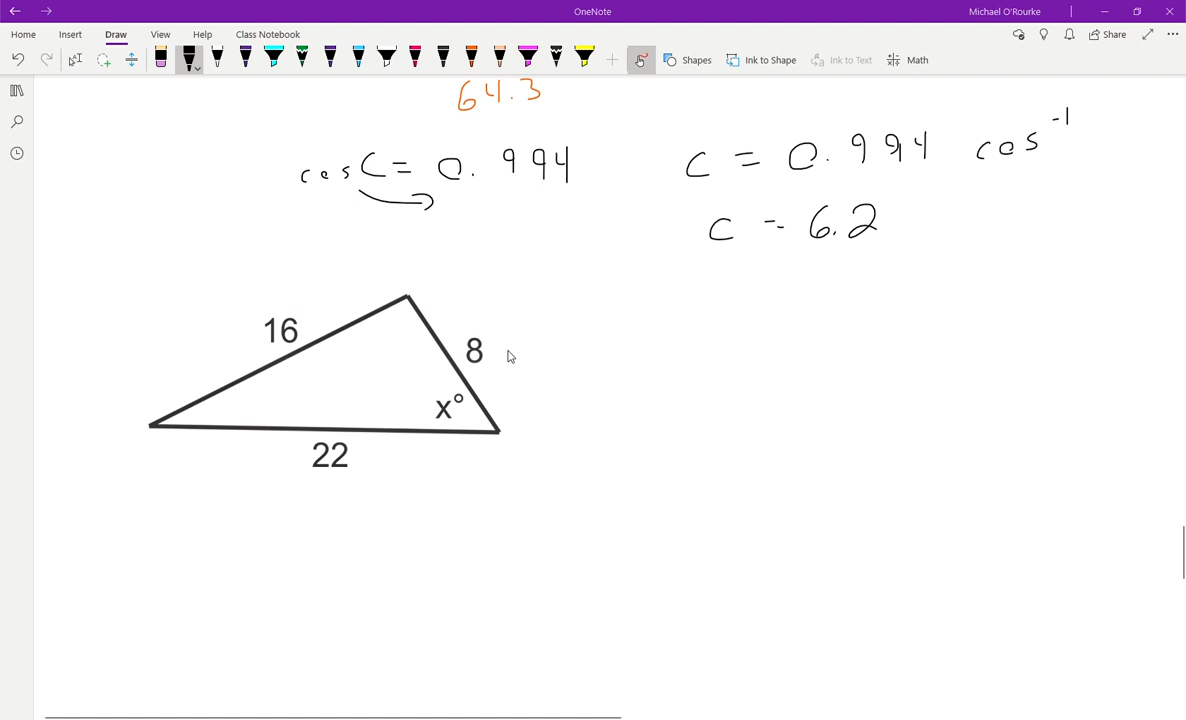 OneNote
Michael O'Rourke
Home Insert Draw View Help Class Notebook
Share
Shapes Ink to Shape Ink to Text Math
64.3
cos C = 0.994
C = 0.994 cos -1
C = 6.2
16
8
x°
22